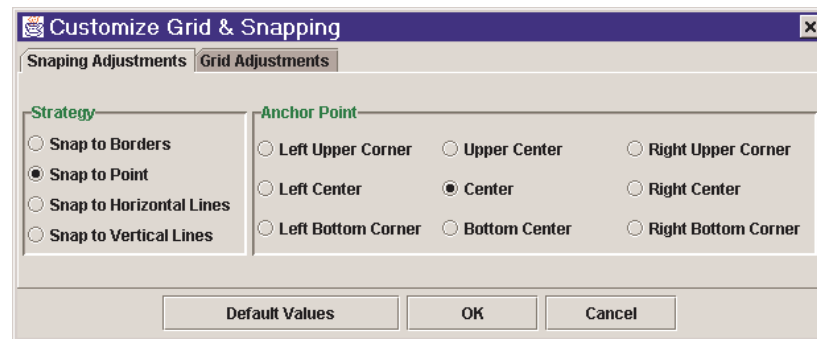 Customize Grid & Snapping
Snaping Adjustments Grid Adjustments
Strategy
Snap to Borders
Snap to Point
Snap to Horizontal Lines
Snap to Vertical Lines
Anchor Point
Left Upper Corner Upper Center Right Upper Corner
Left Center Center Right Center
Left Bottom Corner Bottom Center Right Bottom Corner
Default Values OK Cancel